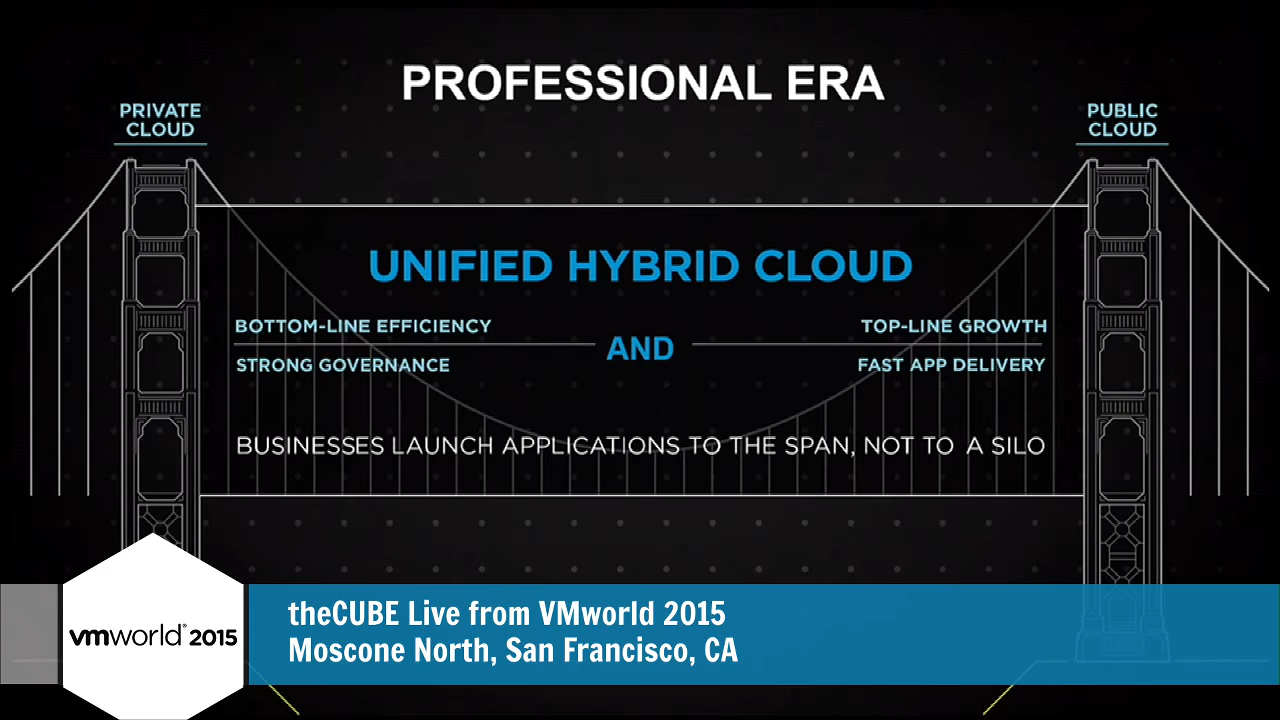 PROFESSIONAL ERA
PRIVATE
CLOUD
PUBLIC
CLOUD
UNIFIED HYBRID CLOUD
BOTTOM-LINE EFFICIENCY
STRONG GOVERNANCE
AND
TOP-LINE GROWTH
FAST APP DELIVERY
BUSINESSES LAUNCH APPLICATIONS TO THE SPAN, NOT TO A SILO
vmworld® 2015
theCUBE Live from VMworld 2015
Moscone North, San Francisco, CA